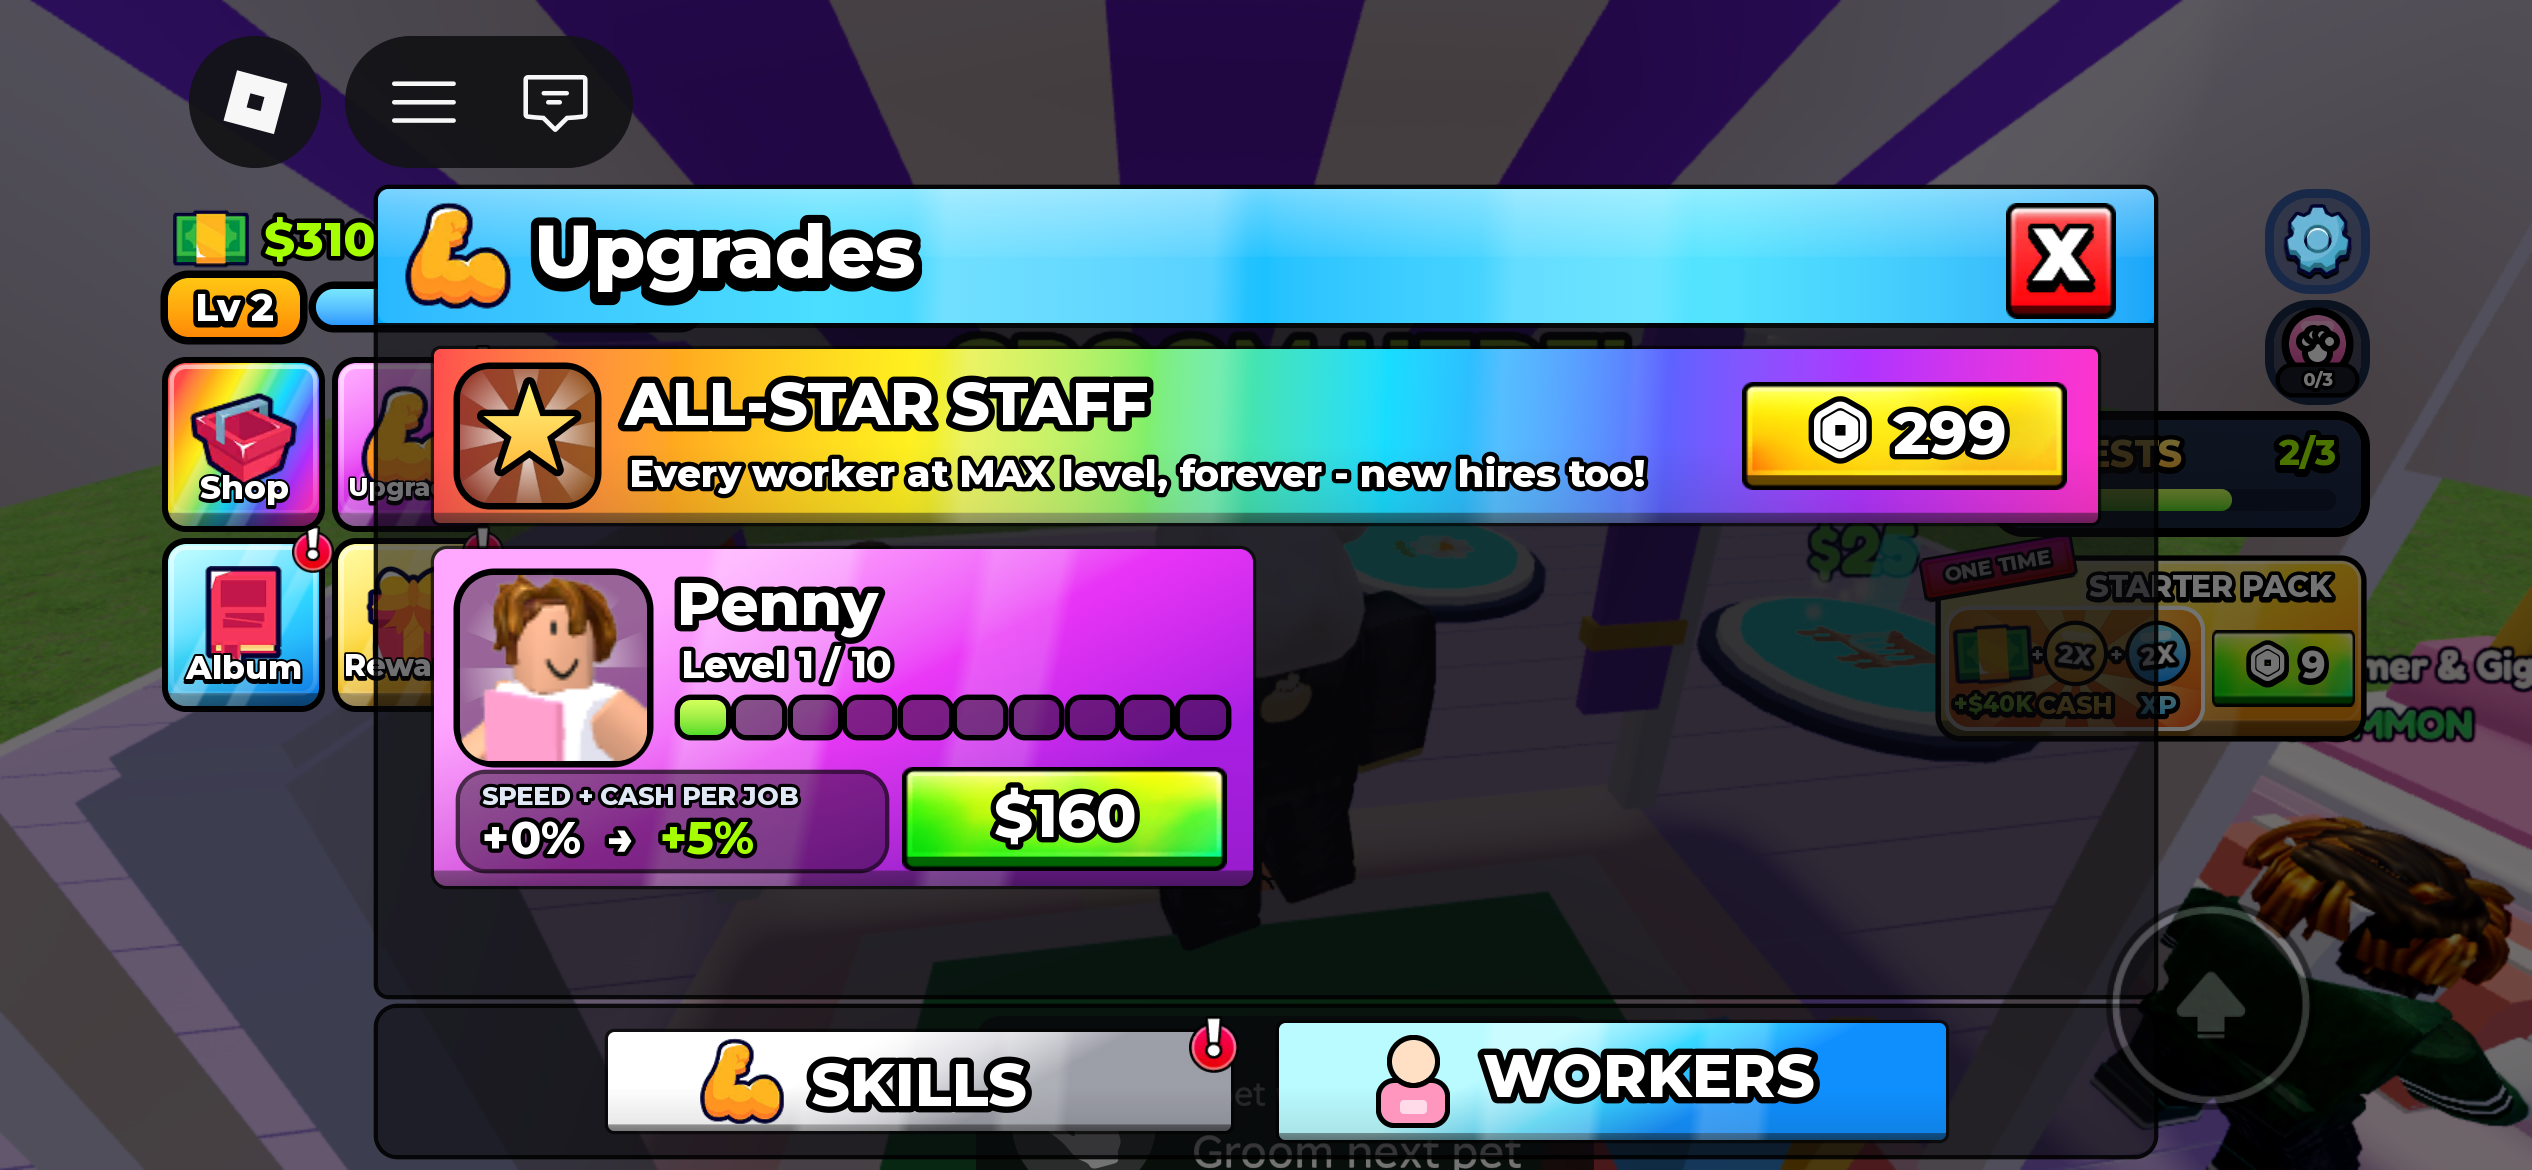 $310
Lv 2
Shop
Album
Upgrades
X
ALL-STAR STAFF
Every worker at MAX level, forever - new hires too!
299
Penny
Level 1 / 10
SPEED + CASH PER JOB
+0% → +5%
$160
SKILLS
WORKERS
0/3
2/3
$25
ONE TIME
STARTER PACK
+ 2X + 2X
+$40K CASH XP
9
Groom next pet